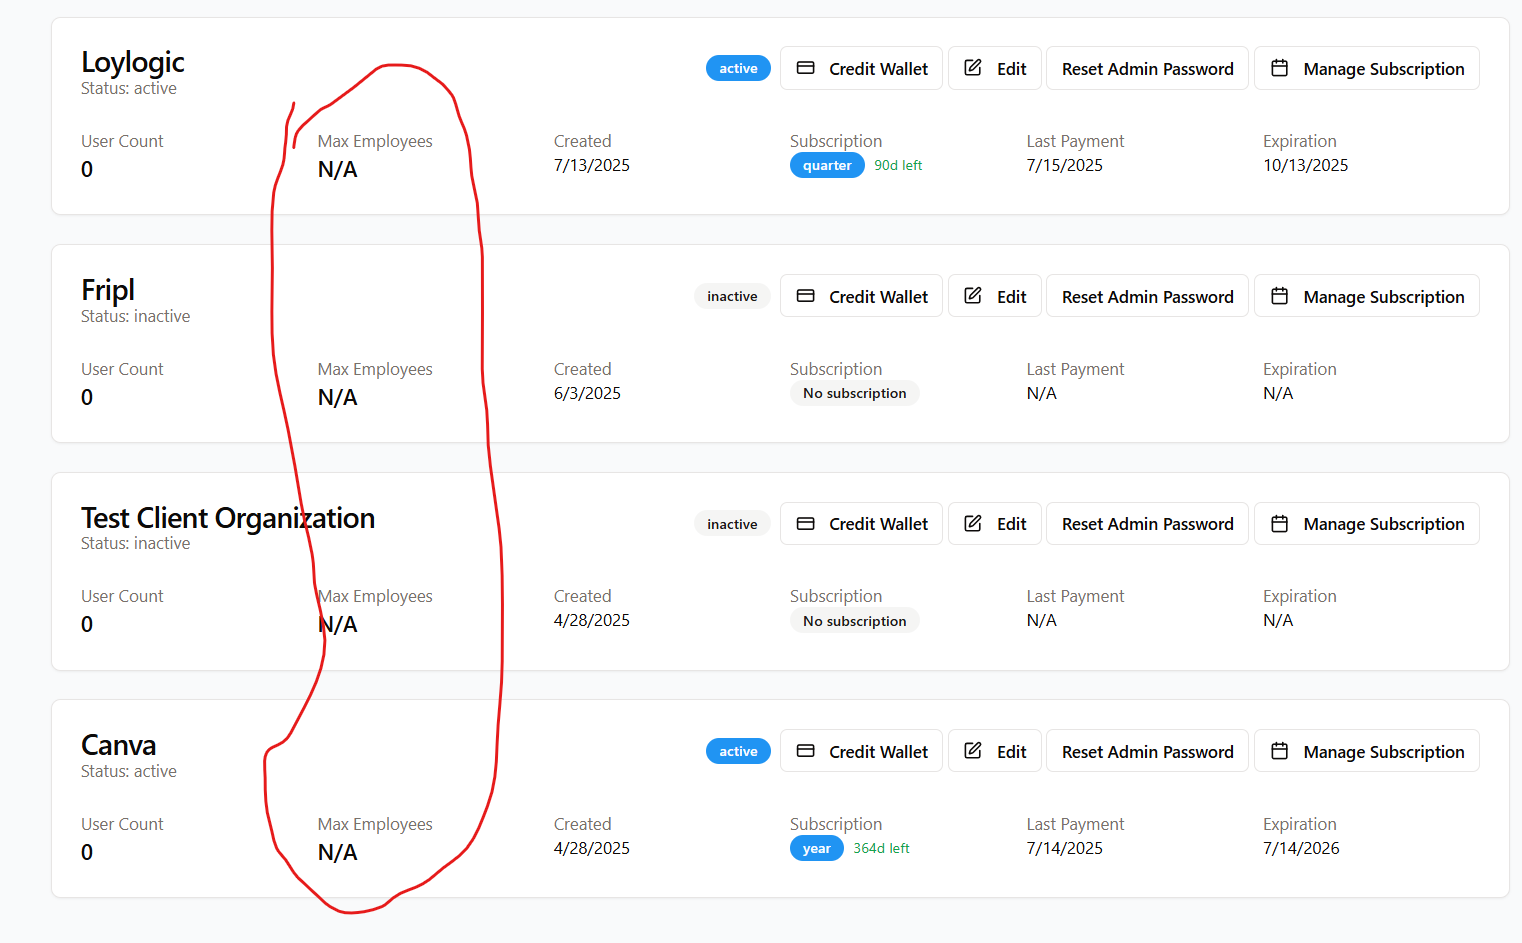 Loylogic
Status: active
active
Credit Wallet
Edit
Reset Admin Password
Manage Subscription
User Count
0
Max Employees
N/A
Created
7/13/2025
Subscription
quarter 90d left
Last Payment
7/15/2025
Expiration
10/13/2025
Fripl
Status: inactive
inactive
Credit Wallet
Edit
Reset Admin Password
Manage Subscription
User Count
0
Max Employees
N/A
Created
6/3/2025
Subscription
No subscription
Last Payment
N/A
Expiration
N/A
Test Client Organization
Status: inactive
inactive
Credit Wallet
Edit
Reset Admin Password
Manage Subscription
User Count
0
Max Employees
N/A
Created
4/28/2025
Subscription
No subscription
Last Payment
N/A
Expiration
N/A
Canva
Status: active
active
Credit Wallet
Edit
Reset Admin Password
Manage Subscription
User Count
0
Max Employees
N/A
Created
4/28/2025
Subscription
year 364d left
Last Payment
7/14/2025
Expiration
7/14/2026